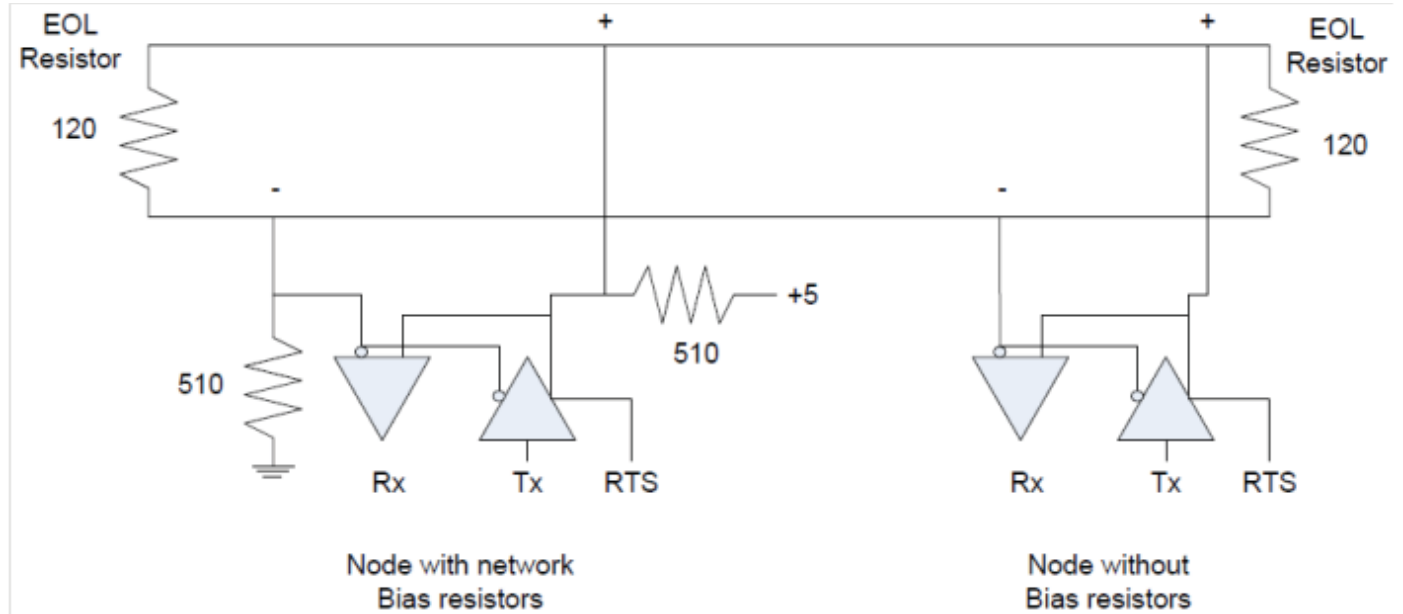 EOL
Resistor
+
+
EOL
Resistor
120
120
-
-
+5
510
510
Rx
Tx
RTS
Rx
Tx
RTS
Node with network
Bias resistors
Node without
Bias resistors